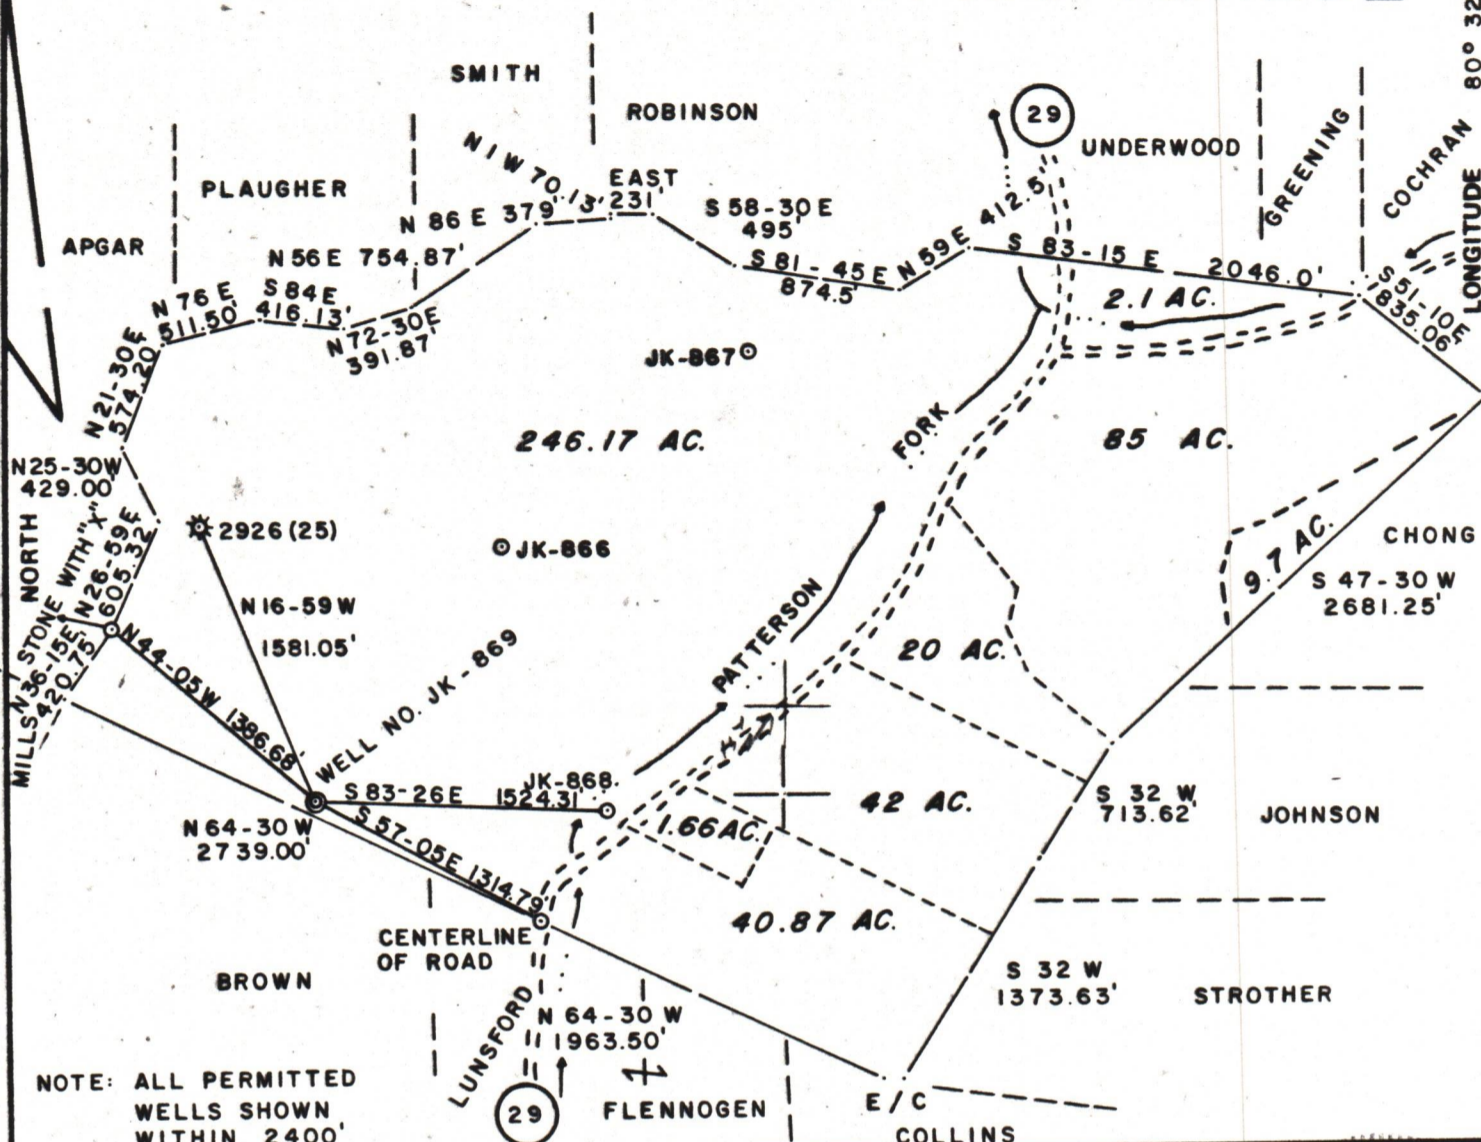 80° 32
SMITH
ROBINSON
29
UNDERWOOD
GREENING
COCHRAN
LONGITUDE
N 1 W 70.13'
EAST
231'
PLAUGHER
N 86 E 379'
S 58-30 E
495'
412.5'
N 59 E
APGAR
N 56 E 754.87'
S 81-45 E
874.5'
S 83-15 E 2046.0'
S 51-10 E
835.06'
N 76 E
511.50'
S 84 E
416.13'
2.1 AC.
N 72-30 E
391.87'
N 21-30 E
574.20'
JK-867
246.17 AC.
FORK
85 AC.
N 25-30 W
429.00'
NORTH
2926 (25)
JK-866
CHONG
9.7 AC.
S 47-30 W
2681.25'
STONE WITH "X"
N 26-59 E
605.32'
N 16-59 W
1581.05'
PATTERSON
20 AC.
N 36-15 E
420.75'
MILLS
N 44-05 W 1386.68'
WELL NO. JK-869
JK-868
S 83-26 E 1524.31'
42 AC.
S 32 W
713.62'
JOHNSON
N 64-30 W
2739.00'
S 57-05 E 1314.79'
1.66 AC.
40.87 AC.
CENTERLINE
OF ROAD
BROWN
S 32 W
1373.63'
STROTHER
LUNSFORD
N 64-30 W
1963.50'
NOTE: ALL PERMITTED
WELLS SHOWN
WITHIN 2400'
29
FLENNOGEN
E/C
COLLINS